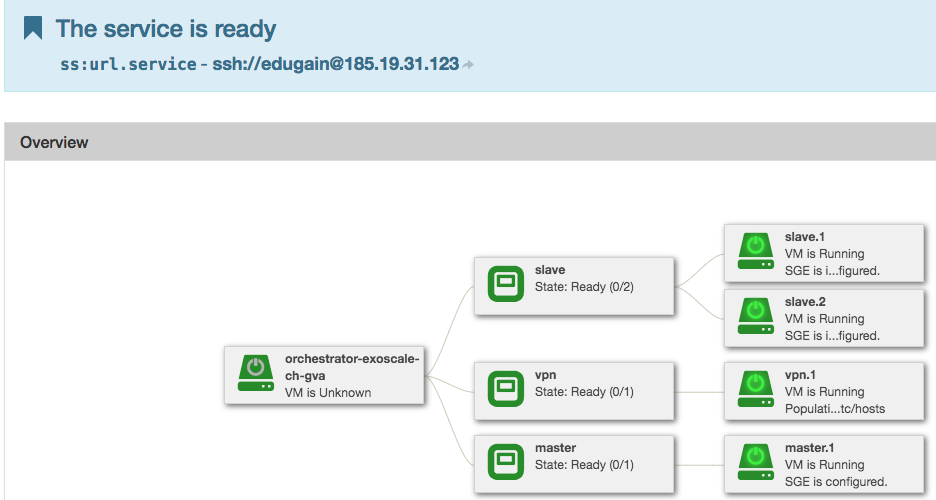 The service is ready
ss:url.service - ssh://edugain@185.19.31.123
Overview
orchestrator-exoscale-
ch-gva
VM is Unknown
slave
State: Ready (0/2)
slave.1
VM is Running
SGE is i...figured.
slave.2
VM is Running
SGE is i...figured.
vpn
State: Ready (0/1)
vpn.1
VM is Running
Populati...tc/hosts
master
State: Ready (0/1)
master.1
VM is Running
SGE is configured.